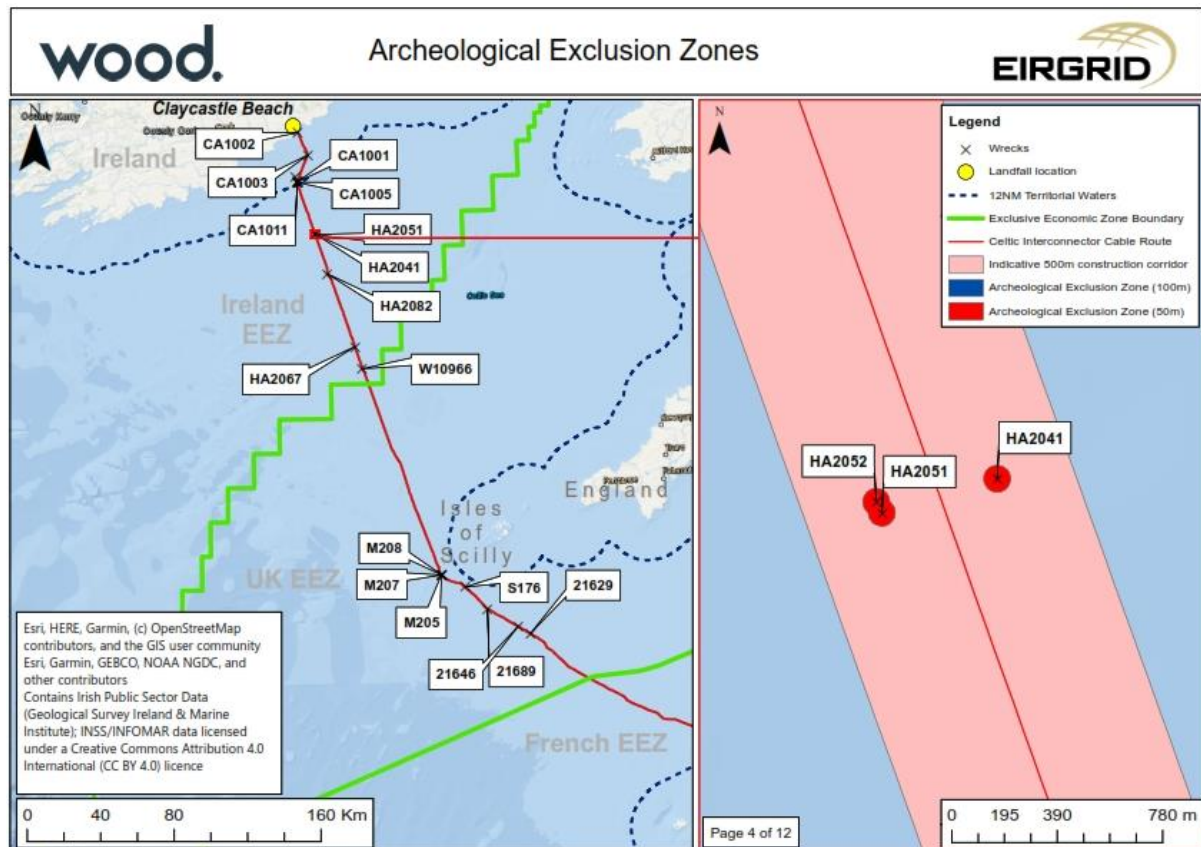 wood.
Archeological Exclusion Zones
EIRGRID
N
Claycastle Beach
Ireland
CA1002
CA1001
CA1003
CA1005
CA1011
HA2051
HA2041
HA2082
Ireland
EEZ
Celtic Sea
HA2067
W10966
England
Isles
of
Scilly
M208
UK EEZ
M207
S176
21629
M205
21646
21689
French EEZ
Esri, HERE, Garmin, (c) OpenStreetMap
contributors, and the GIS user community
Esri, Garmin, GEBCO, NOAA NGDC, and
other contributors
Contains Irish Public Sector Data
(Geological Survey Ireland & Marine
Institute); INSS/INFOMAR data licensed
under a Creative Commons Attribution 4.0
International (CC BY 4.0) licence
0 80 160 Km
N
Legend
Wrecks
Landfall location
12NM Territorial Waters
Exclusive Economic Zone Boundary
Celtic Interconnector Cable Route
Indicative 500m construction corridor
Archeological Exclusion Zone (100m)
Archeological Exclusion Zone (50m)
HA2041
HA2052
HA2051
Page 4 of 12
0 195 390 780 m